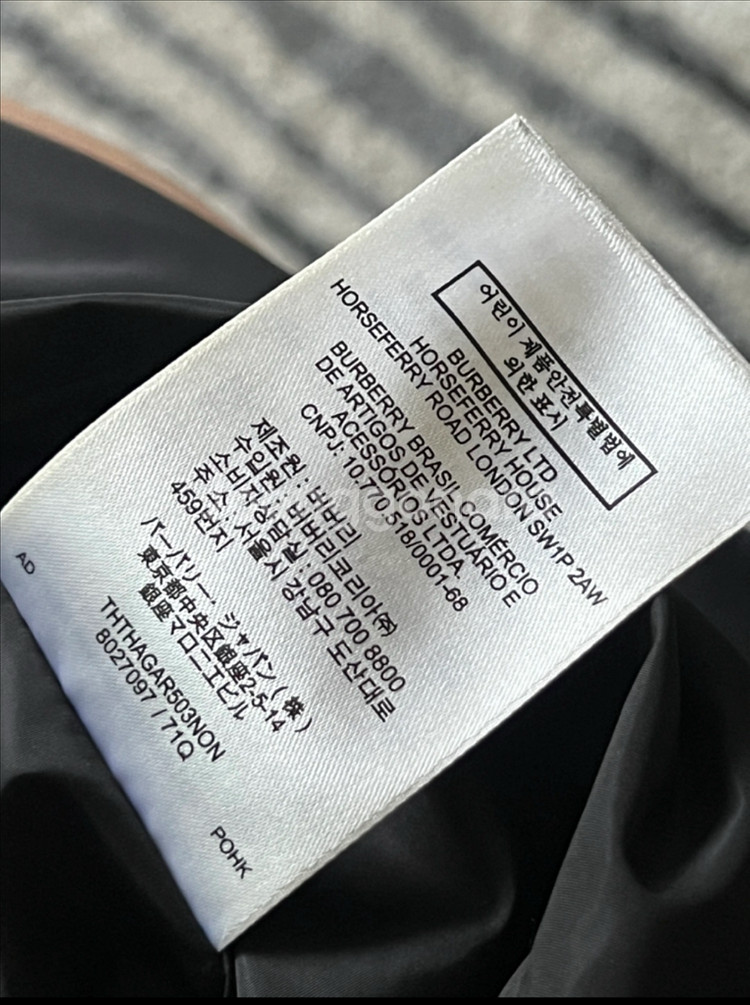 어린이 제품안전특별법에
의한 표시
BURBERRY LTD
HORSEFERRY HOUSE
HORSEFERRY ROAD LONDON SW1P 2AW
BURBERRY BRASIL COMÉRCIO
DE ARTIGOS DE VESTUÁRIO E
ACESSÓRIOS LTDA.
CNPJ: 10.770.518/0001-68
제조원 : 버버리
수입원 : 버버리코리아㈜
소비자상담실 : 080 700 8800
주 소 : 서울시 강남구 도산대로
459번지
バーバリー・ジャパン(株)
東京都中央区銀座2-5-14
銀座マロニエビル
THTHAGAR503NON
8027097 / 71Q
AD
POHK